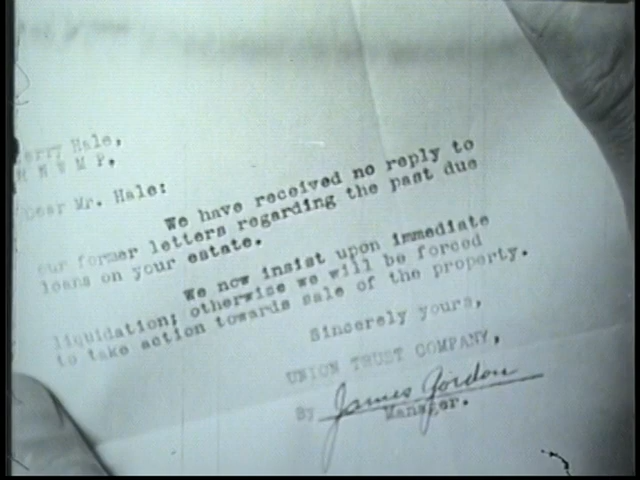 Hale,
R N W M P.
Dear Mr. Hale:
We have received no reply to
our former letters regarding the past due
loans on your estate.
We now insist upon immediate
liquidation; otherwise we will be forced
to take action towards sale of the property.
Sincerely yours,
UNION TRUST COMPANY,
By James Gordon
Manager.